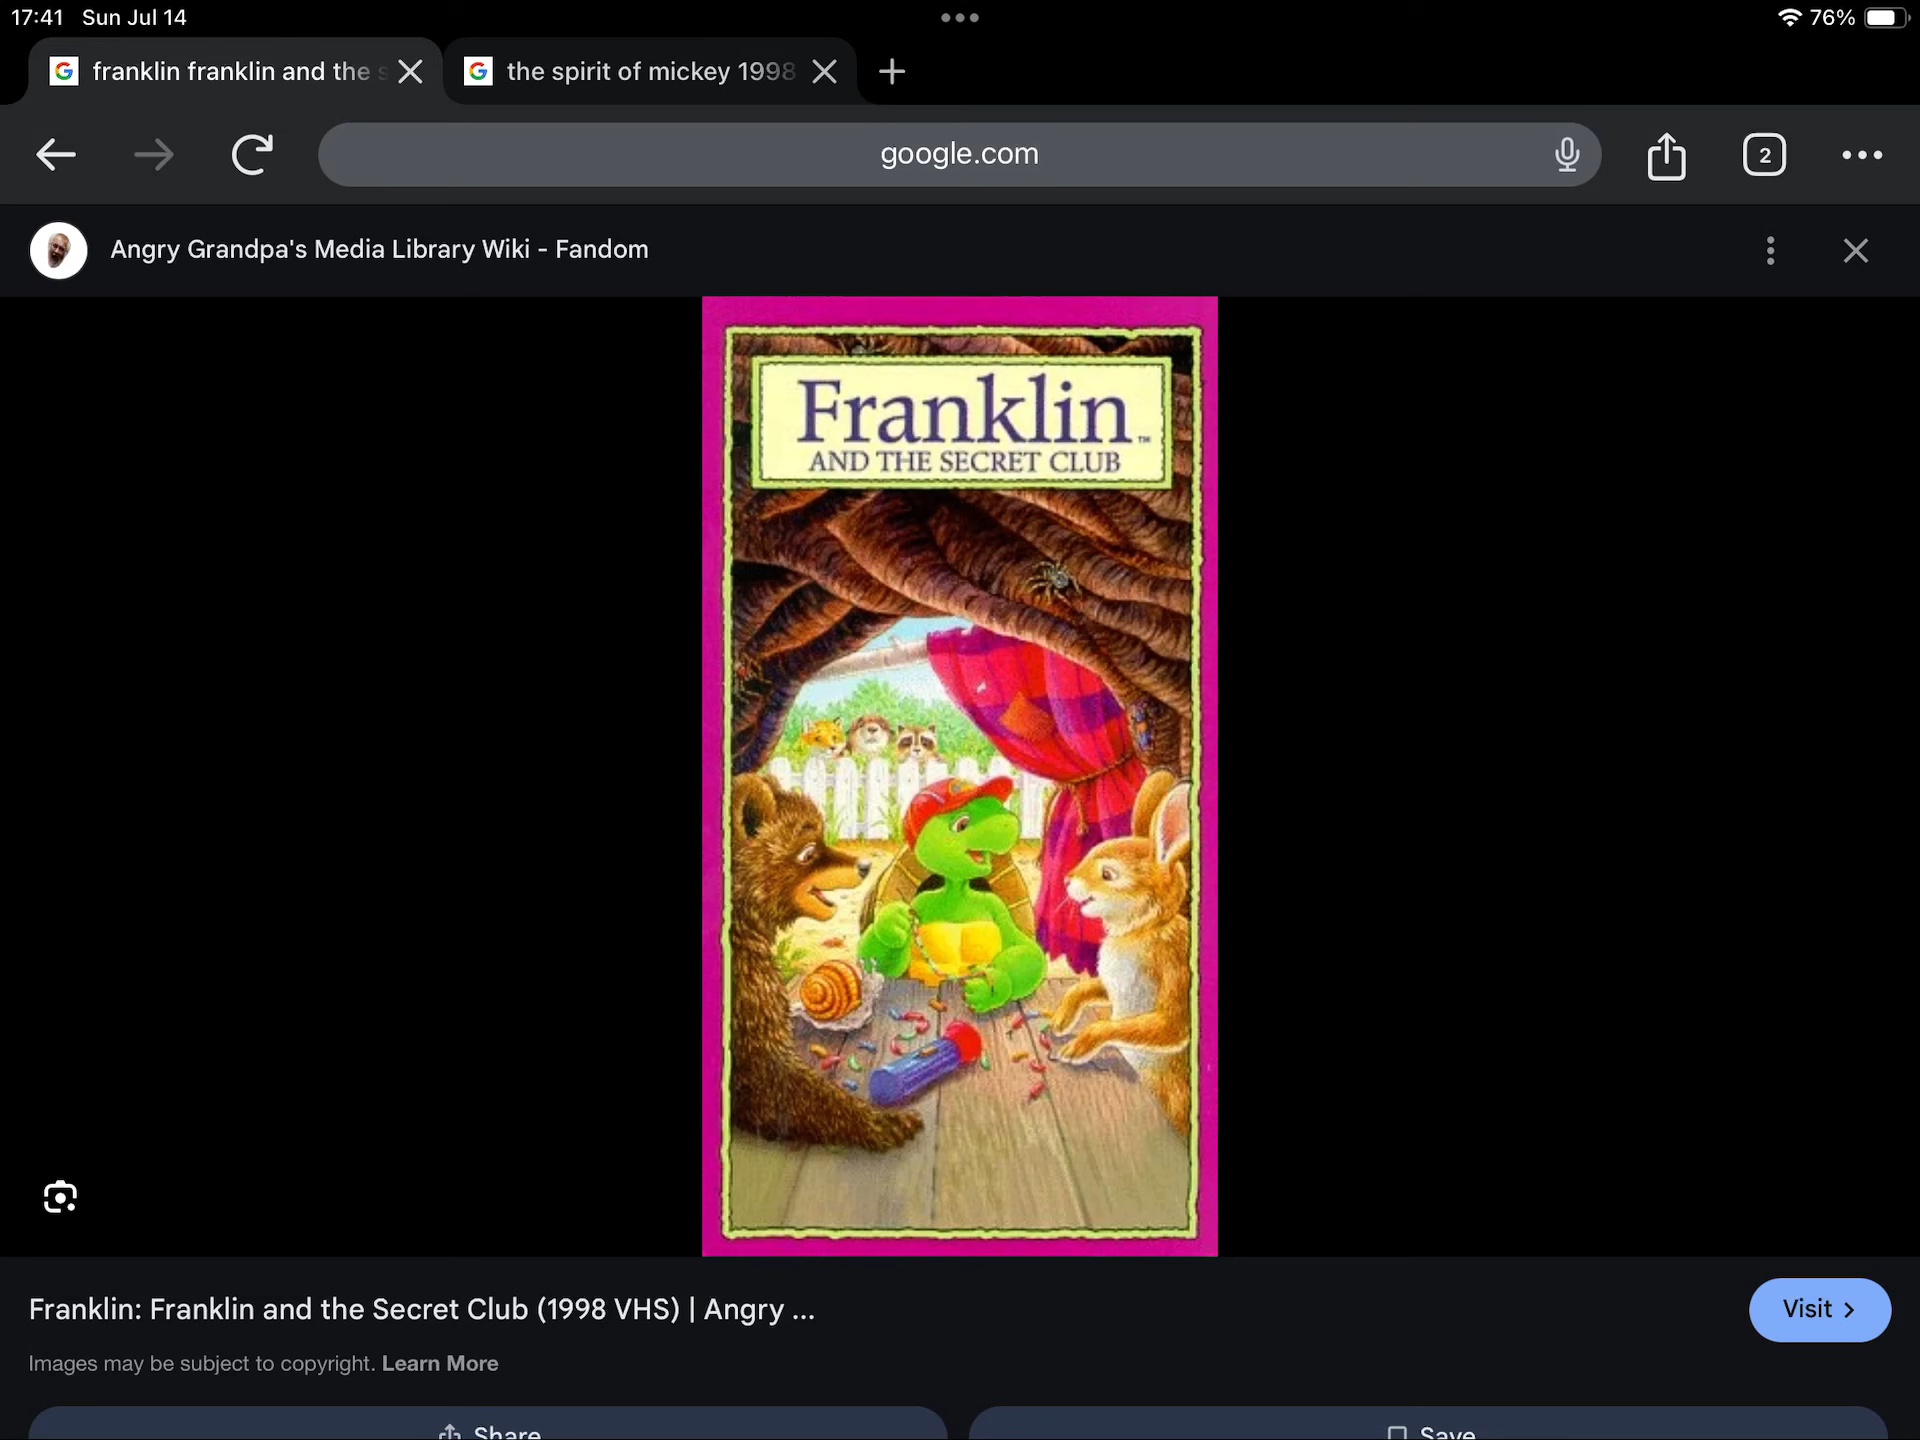 17:41 Sun Jul 14
76%
franklin franklin and the s
the spirit of mickey 1998
google.com
2
Angry Grandpa's Media Library Wiki - Fandom
Franklin™
AND THE SECRET CLUB
Franklin: Franklin and the Secret Club (1998 VHS) | Angry ...
Visit
Images may be subject to copyright. Learn More
Share
Save